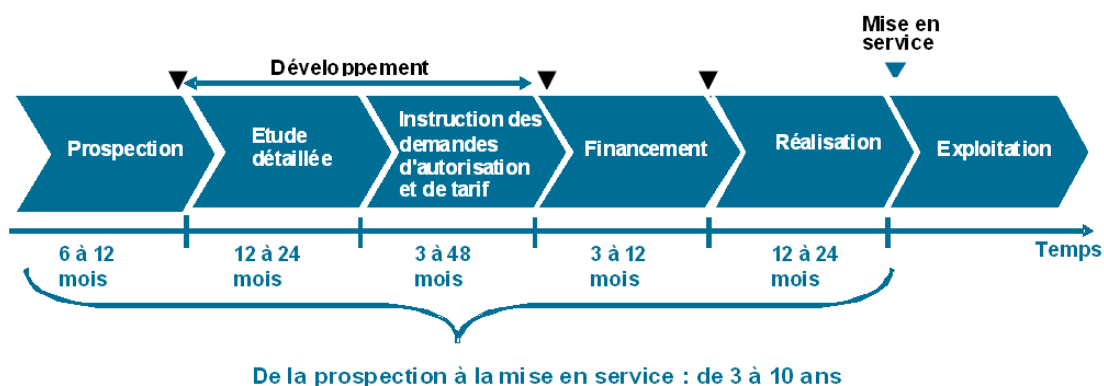 Mise en
service
Développement
Prospection
Etude
détaillée
Instruction des
demandes
d'autorisation
et de tarif
Financement
Réalisation
Exploitation
6 à 12
mois
12 à 24
mois
3 à 48
mois
3 à 12
mois
12 à 24
mois
Temps
De la prospection à la mise en service : de 3 à 10 ans